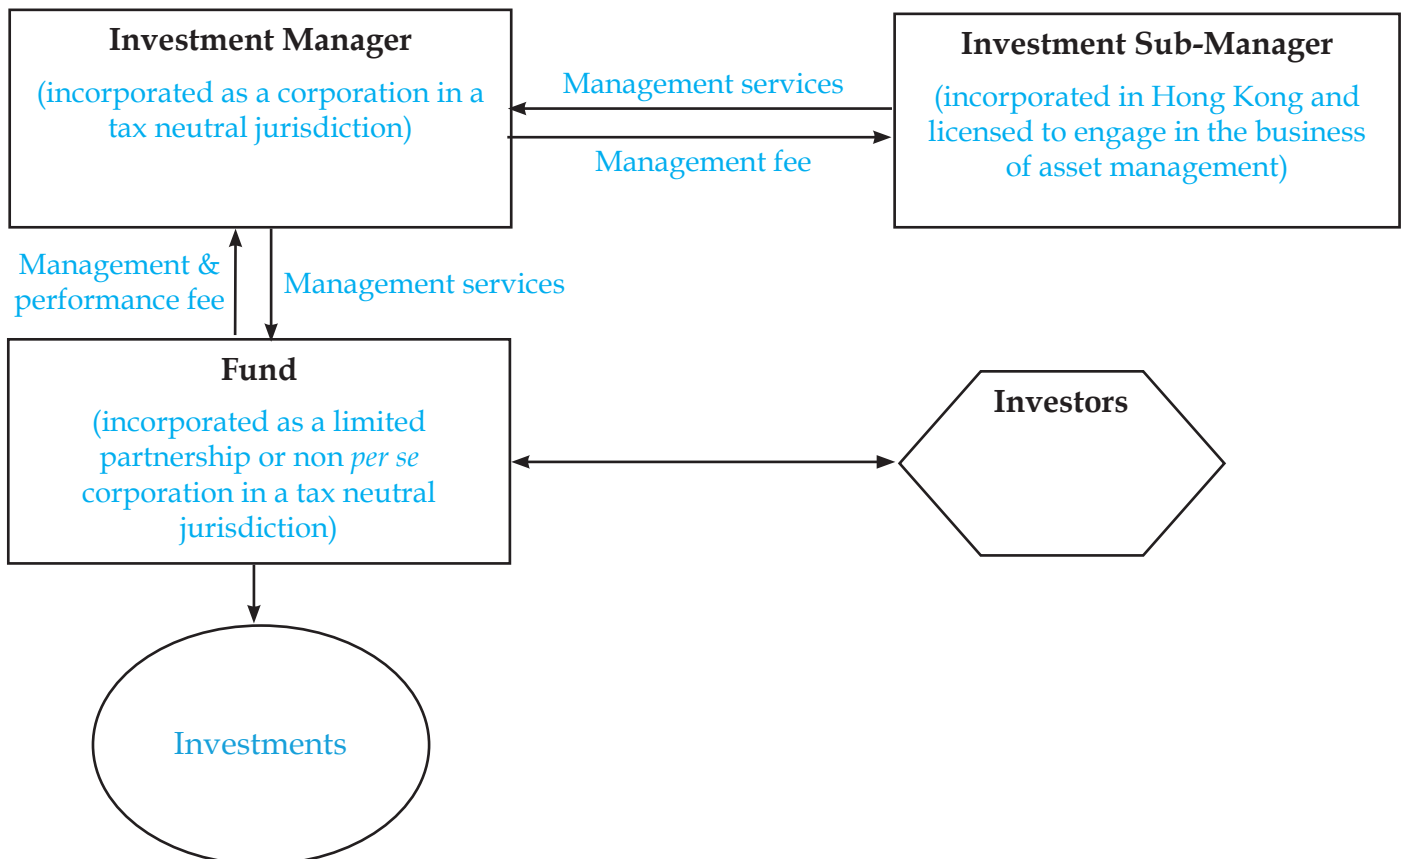 Investment Manager
(incorporated as a corporation in a
tax neutral jurisdiction)
Management services
Management fee
Investment Sub-Manager
(incorporated in Hong Kong and
licensed to engage in the business
of asset management)
Management &
performance fee
Management services
Fund
(incorporated as a limited
partnership or non per se
corporation in a tax neutral
jurisdiction)
Investors
Investments